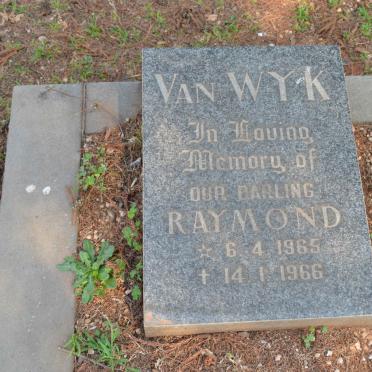 VAN WYK
In Loving
Memory of
OUR DARLING
RAYMOND
☆ 6.4.1965
✝ 14.1.1966